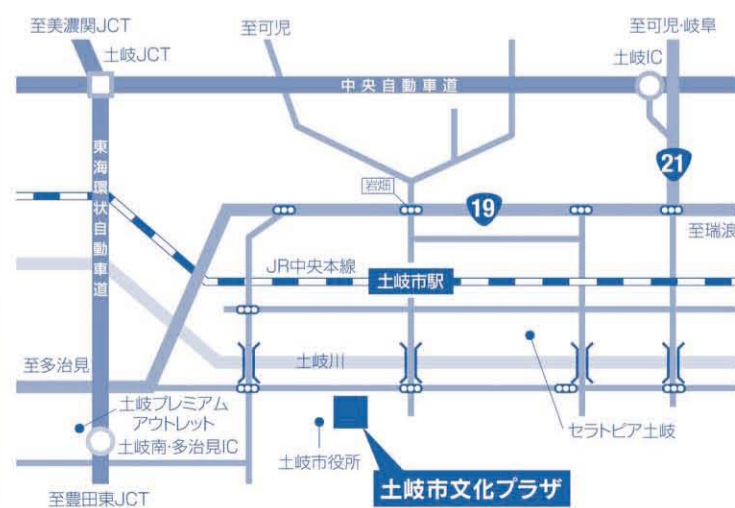 至美濃関JCT
土岐JCT
至可児
至可児・岐阜
土岐IC
中央自動車道
東海環状自動車道
21
岩畑
19
至瑞浪
JR中央本線
土岐市駅
至多治見
土岐川
土岐プレミアム
アウトレット
土岐南・多治見IC
土岐市役所
セラトピア土岐
土岐市文化プラザ
至豊田東JCT